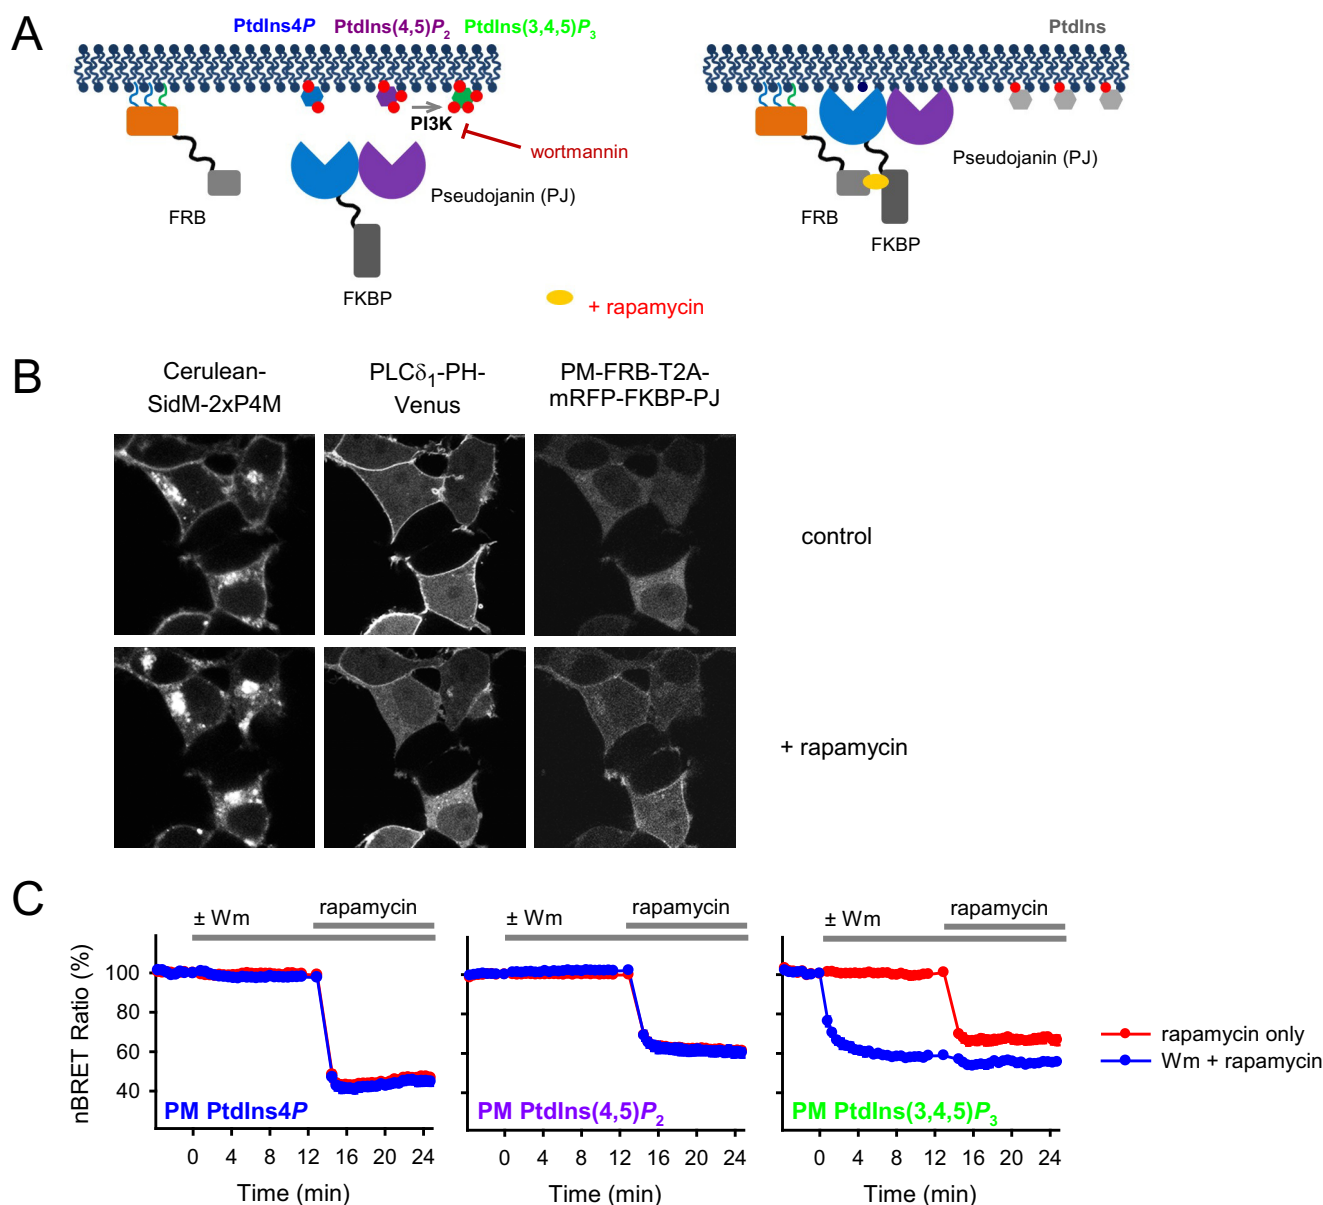 A
PtdIns4P PtdIns(4,5)P2 PtdIns(3,4,5)P3
PtdIns
PI3K
wortmannin
Pseudojanin (PJ)
FRB
FKBP
+ rapamycin
Pseudojanin (PJ)
FRB
FKBP
B
Cerulean-
SidM-2xP4M
PLCδ1-PH-
Venus
PM-FRB-T2A-
mRFP-FKBP-PJ
control
+ rapamycin
C
nBRET Ratio (%)
± Wm
rapamycin
100
80
60
40
PM PtdIns4P
0 4 8 12 16 20 24
Time (min)
± Wm
rapamycin
PM PtdIns(4,5)P2
0 4 8 12 16 20 24
Time (min)
± Wm
rapamycin
PM PtdIns(3,4,5)P3
0 4 8 12 16 20 24
Time (min)
rapamycin only
Wm + rapamycin